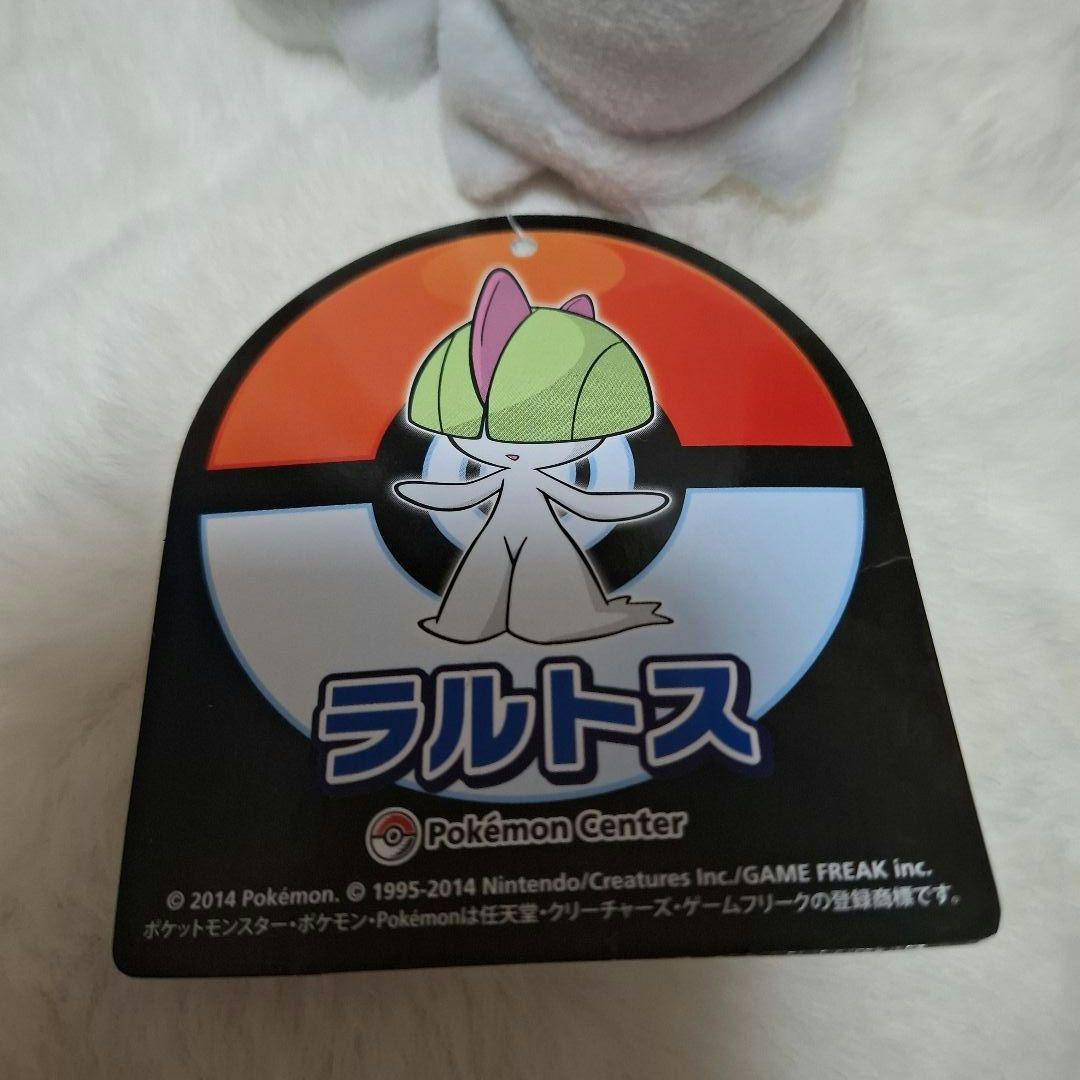 ラルトス
Pokémon Center
© 2014 Pokémon. © 1995-2014 Nintendo/Creatures Inc./GAME FREAK inc.
ポケットモンスター・ポケモン・Pokémonは任天堂・クリーチャーズ・ゲームフリークの登録商標です。